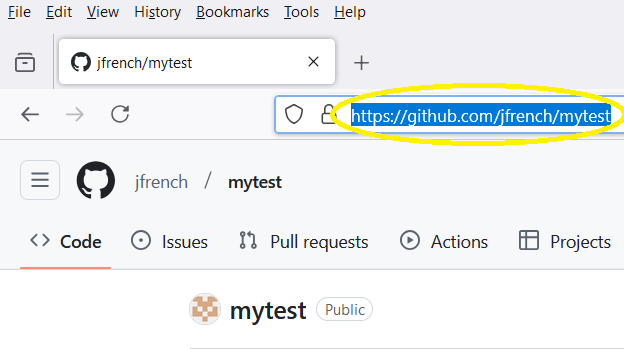 File Edit View History Bookmarks Tools Help
jfrench/mytest
https://github.com/jfrench/mytest
jfrench / mytest
Code Issues Pull requests Actions Projects
mytest Public